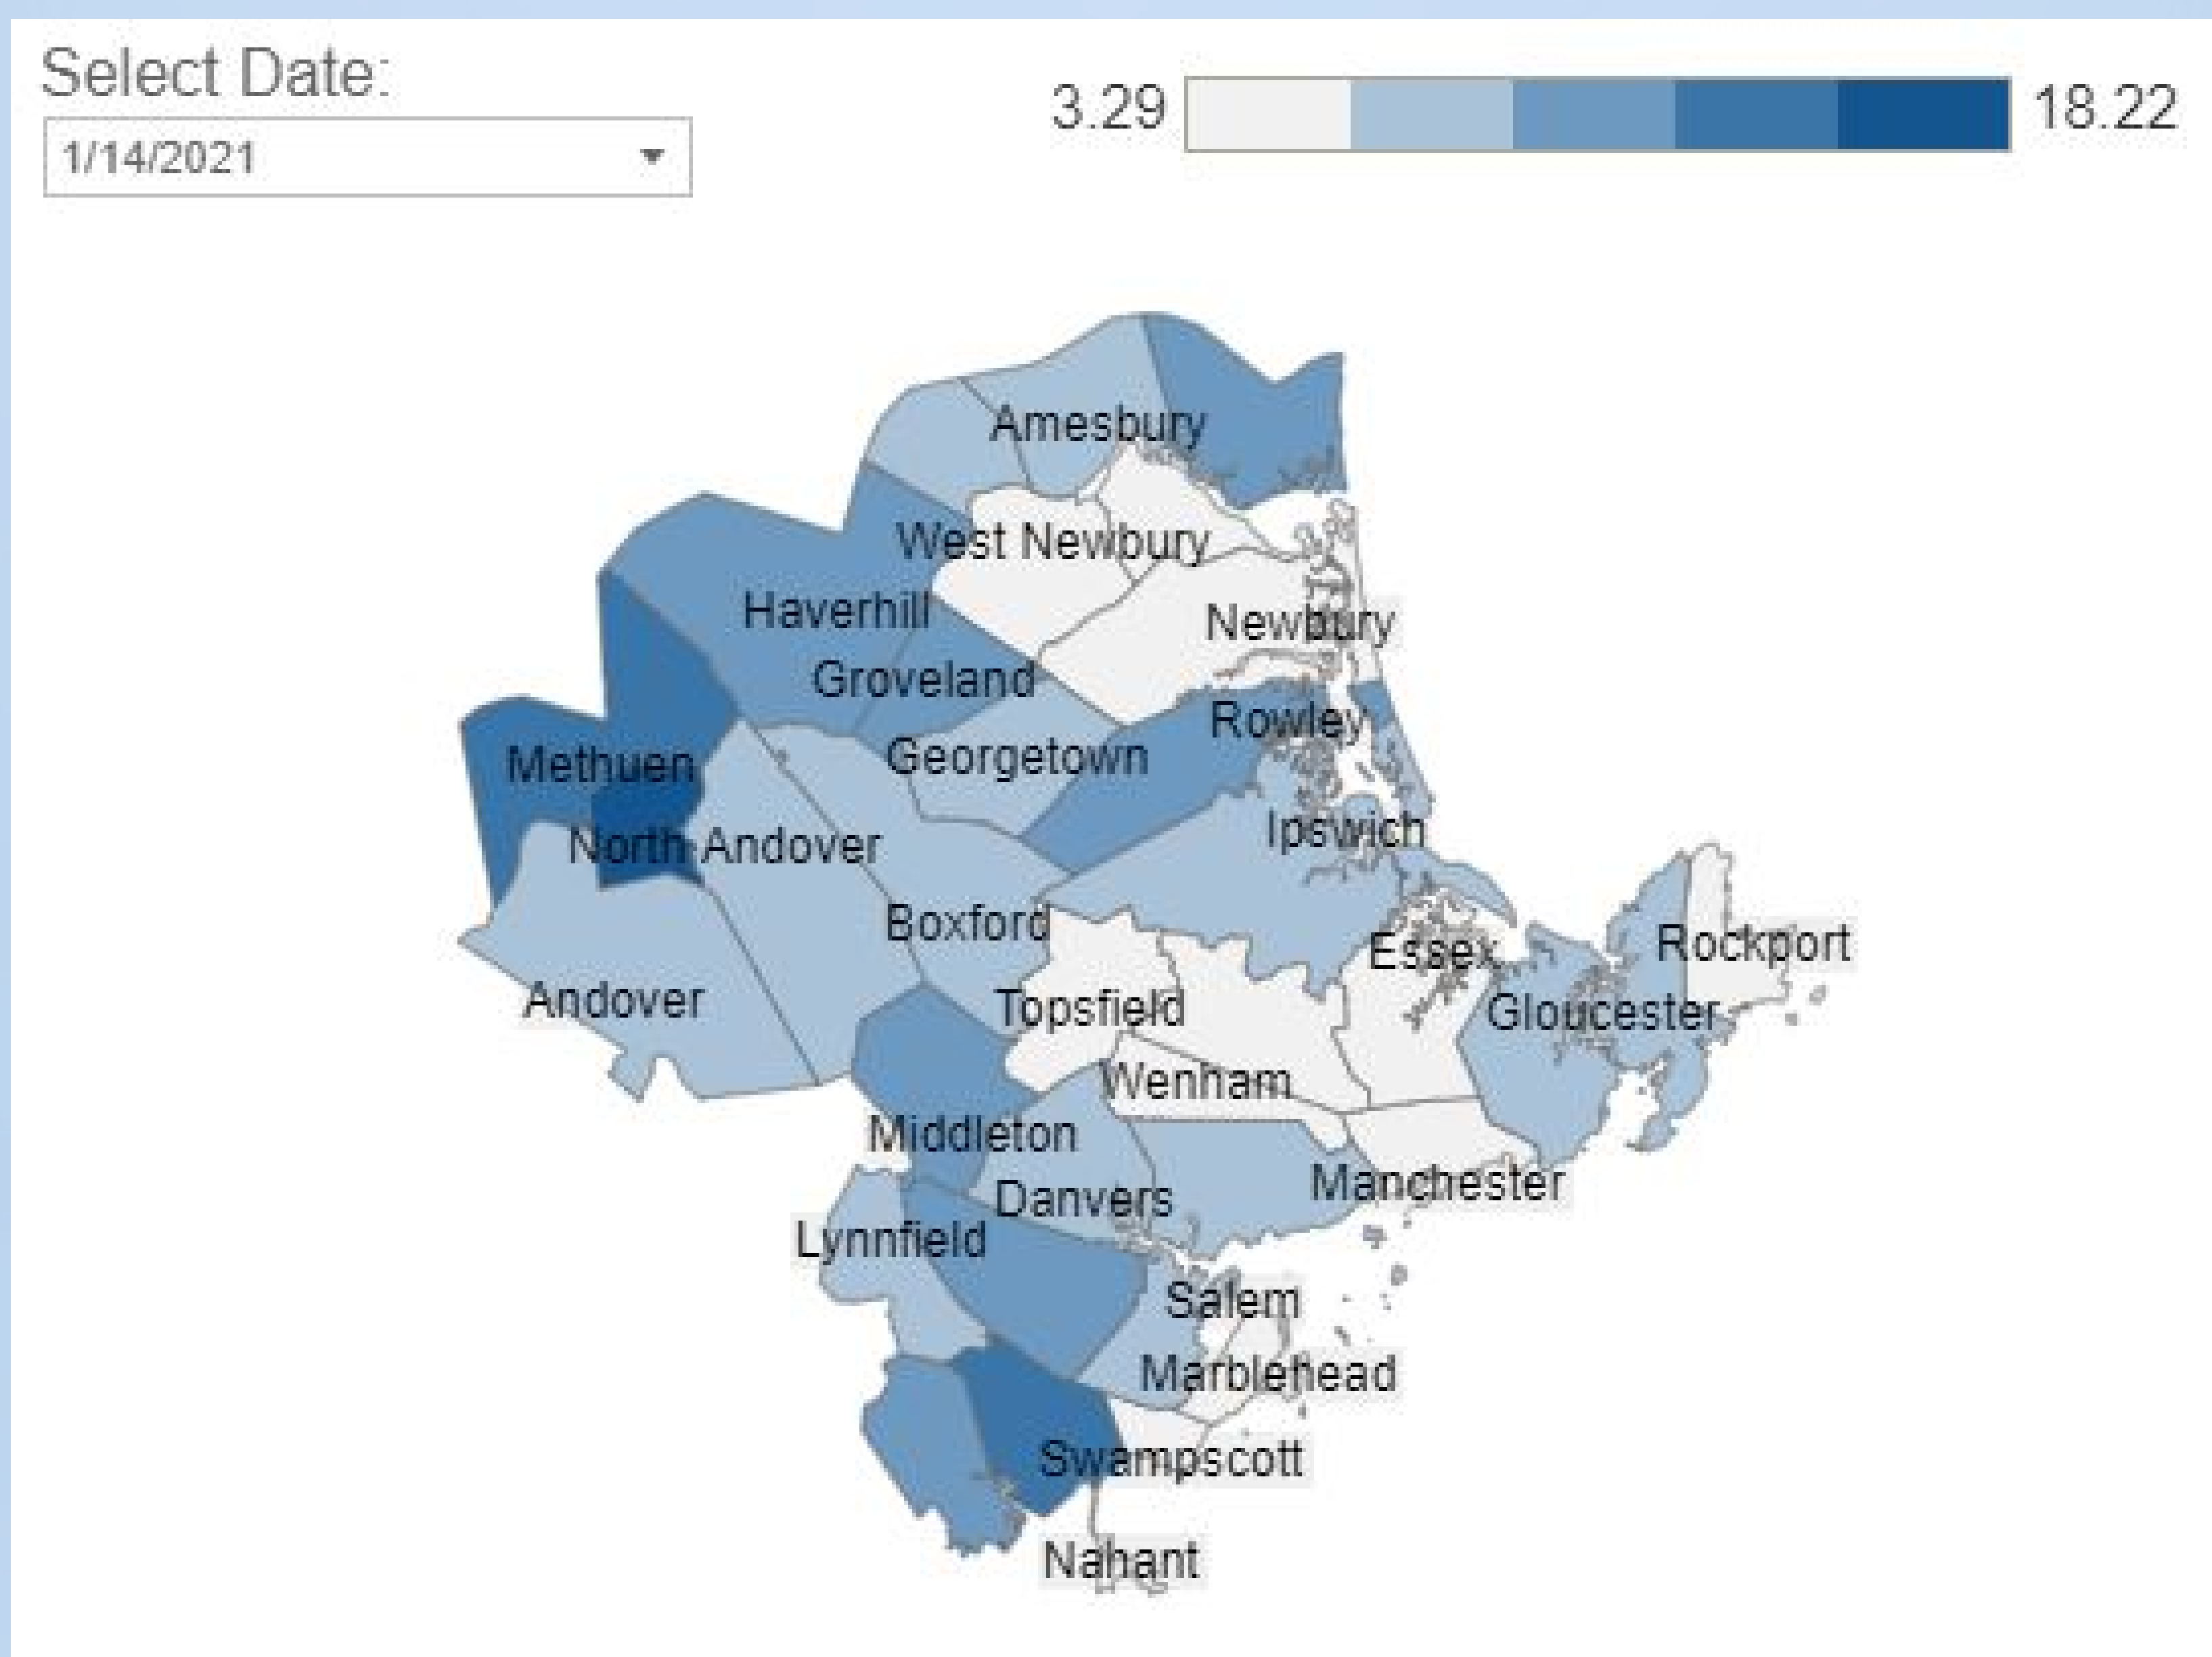 Select Date:
1/14/2021
3.29
18.22
Amesbury
West Newbury
Haverhill
Newbury
Groveland
Rowley
Georgetown
Methuen
Ipswich
North Andover
Boxford
Essex
Rockport
Andover
Topsfield
Gloucester
Wenham
Middleton
Manchester
Danvers
Lynnfield
Salem
Marblehead
Swampscott
Nahant